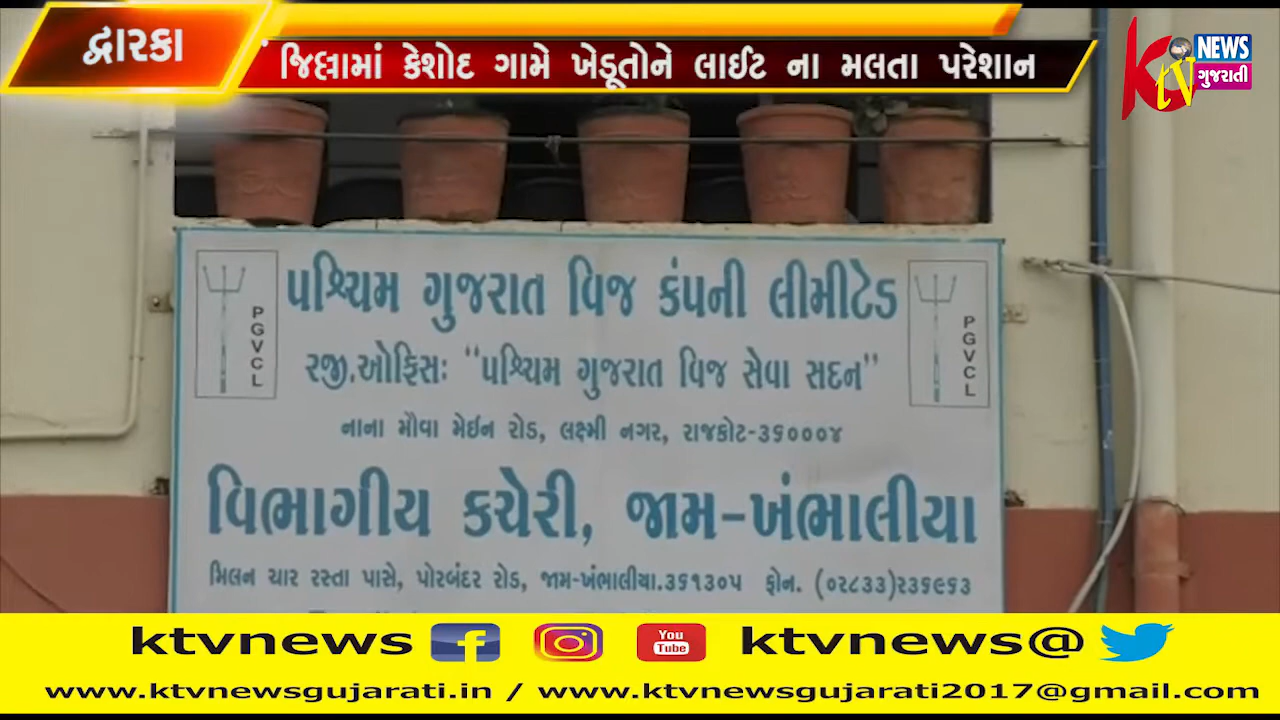 દ્વારકા
જિલ્લામાં કેશોદ ગામે ખેડૂતોને લાઈટ ના મલતા પરેશાન
K TV NEWS
ગુજરાતી
પશ્ચિમ ગુજરાત વિજ કંપની લીમીટેડ
PGVCL
PGVCL
રજી.ઓફિસઃ "પશ્ચિમ ગુજરાત વિજ સેવા સદન"
નાના મૌવા મેઈન રોડ, લક્ષ્મી નગર, રાજકોટ-૩૬૦૦૦૪
વિભાગીય કચેરી, જામ-ખંભાલીયા
મિલન ચાર રસ્તા પાસે, પોરબંદર રોડ, જામ-ખંભાલીયા.૩૬૧૩૦૫ ફોન. (૦૨૮૩૩)૨૩૬૯૬૩
ktvnews f You Tube ktvnews@
www.ktvnewsgujarati.in / www.ktvnewsgujarati2017@gmail.com